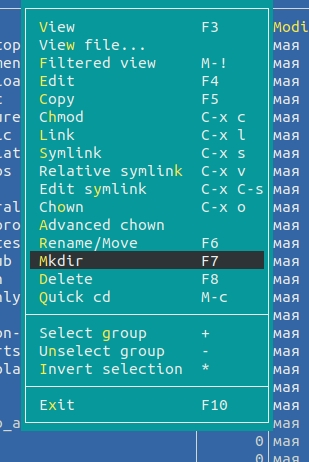 View F3 Modi
top View file... мая
Filtered view M-! мая
Edit F4 мая
Copy F5 мая
Chmod C-x c мая
Link C-x l мая
Symlink C-x s мая
Relative symlink C-x v мая
Edit symlink C-x C-s мая
Chown C-x o мая
Advanced chown мая
Rename/Move F6 мая
Mkdir F7 мая
Delete F8 мая
Quick cd M-c мая
мая
Select group + мая
Unselect group - мая
Invert selection * мая
мая
Exit F10 мая
мая
0 мая
0 мая